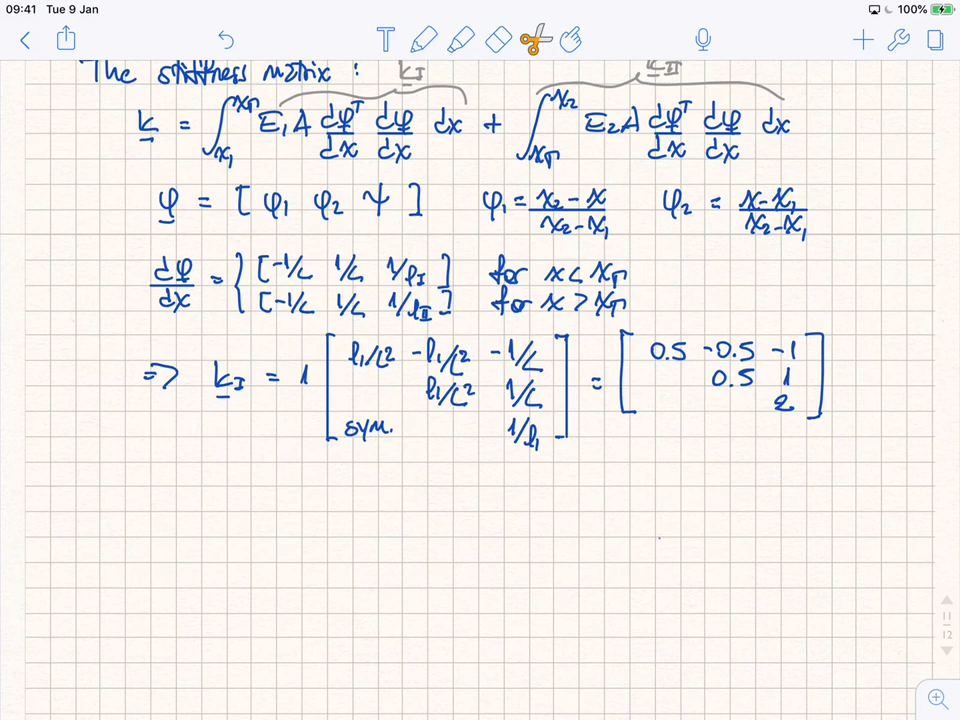 09:41 Tue 9 Jan 100%
T
The stiffness matrix : k_I k_II
k = ∫_{x_1}^{x_Γ} E_1 A dφ^T/dx dφ/dx dx + ∫_{x_Γ}^{x_2} E_2 A dφ^T/dx dφ/dx dx
φ = [ φ_1 φ_2 ψ ] φ_1 = (x_2 - x)/(x_2 - x_1) φ_2 = (x - x_1)/(x_2 - x_1)
dφ/dx = { [-1/L 1/L 1/l_I] for x < x_Γ
[-1/L 1/L 1/l_II] for x > x_Γ
=> k_I = 1 [ l_1/L^2 -l_1/L^2 -1/L ] = [ 0.5 -0.5 -1 ]
l_1/L^2 1/L 0.5 1
sym. 1/l_1 2
11
12